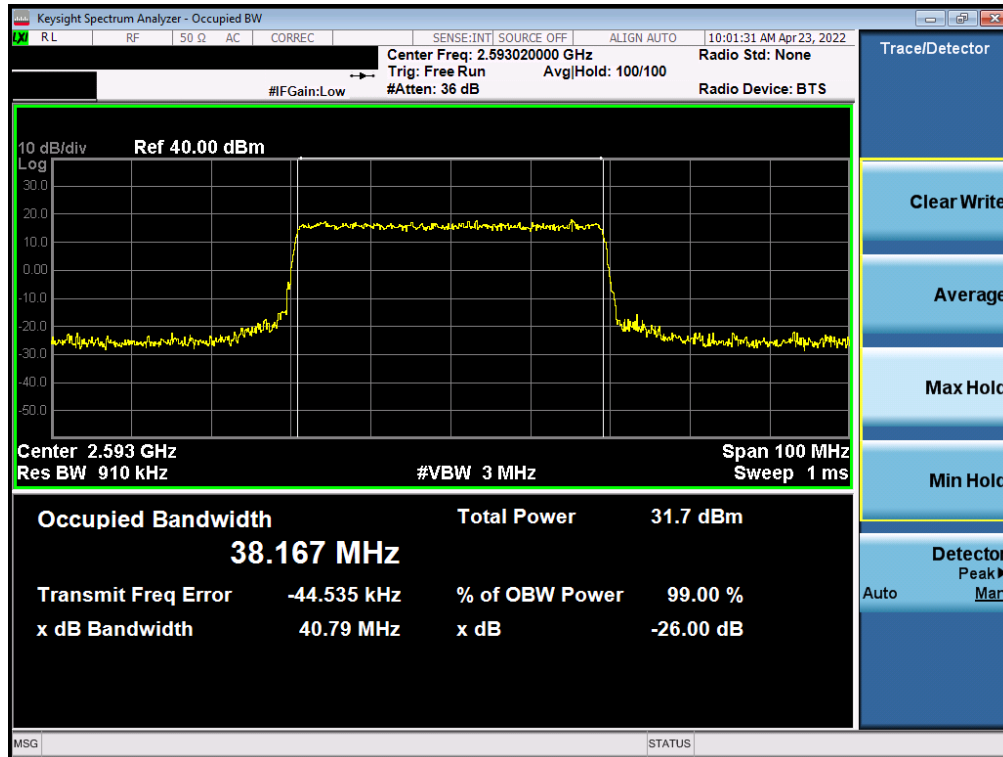 Keysight Spectrum Analyzer - Occupied BW
LXI RL RF 50 Ω AC CORREC SENSE:INT SOURCE OFF ALIGN AUTO 10:01:31 AM Apr 23, 2022
Center Freq: 2.593020000 GHz Radio Std: None
Trig: Free Run Avg|Hold: 100/100
#IFGain:Low #Atten: 36 dB Radio Device: BTS
Trace/Detector
10 dB/div Ref 40.00 dBm
Log
30.0
20.0
10.0
0.00
-10.0
-20.0
-30.0
-40.0
-50.0
Center 2.593 GHz Span 100 MHz
Res BW 910 kHz #VBW 3 MHz Sweep 1 ms
Occupied Bandwidth Total Power 31.7 dBm
38.167 MHz
Transmit Freq Error -44.535 kHz % of OBW Power 99.00 %
x dB Bandwidth 40.79 MHz x dB -26.00 dB
Clear Write
Average
Max Hold
Min Hold
Detector
Peak
Auto Man
MSG STATUS